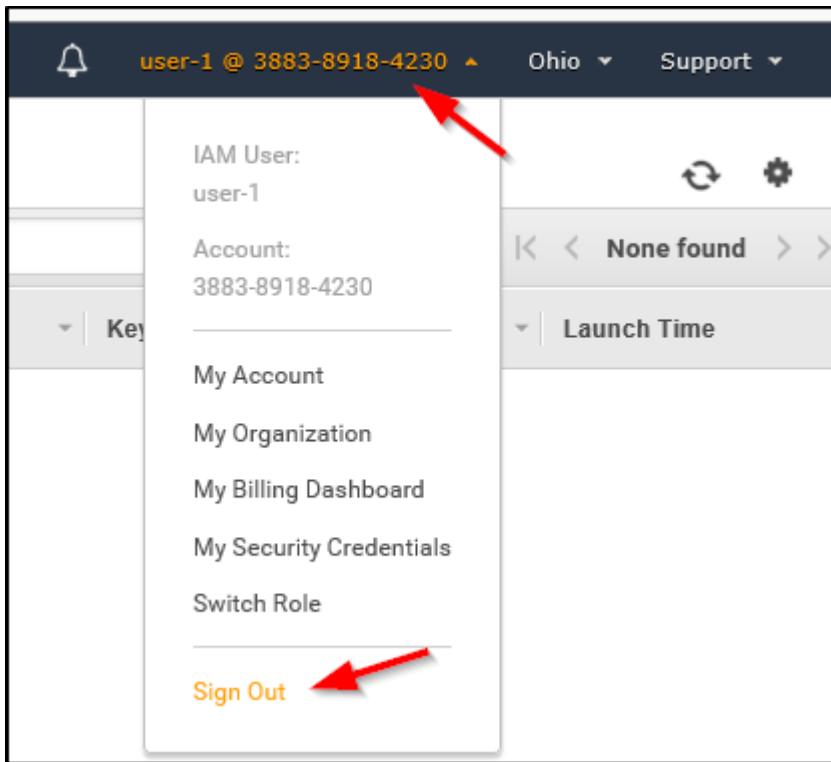 user-1 @ 3883-8918-4230 Ohio Support
IAM User:
user-1
Account:
3883-8918-4230
None found
Launch Time
My Account
My Organization
My Billing Dashboard
My Security Credentials
Switch Role
Sign Out